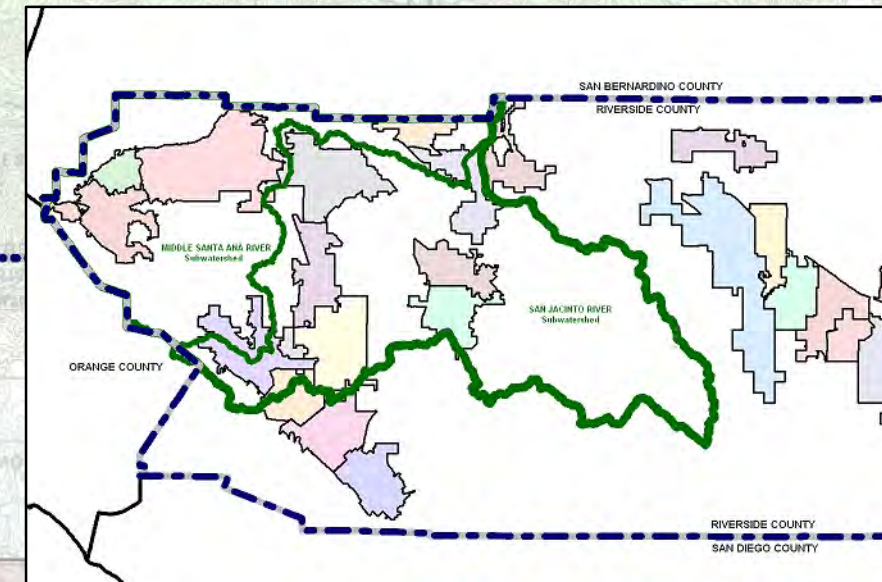 SAN BERNARDINO COUNTY
RIVERSIDE COUNTY
MIDDLE SANTA ANA RIVER
Subwatershed
SAN JACINTO RIVER
Subwatershed
ORANGE COUNTY
RIVERSIDE COUNTY
SAN DIEGO COUNTY